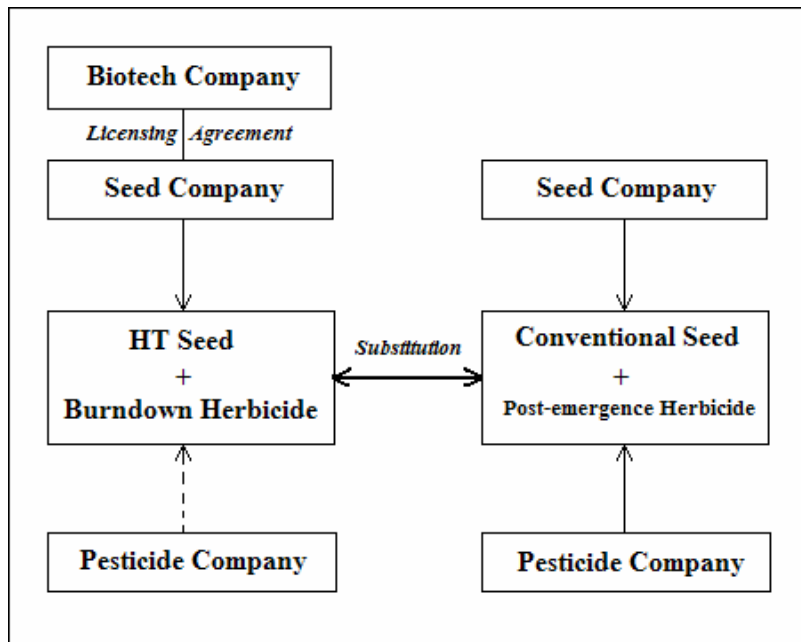 Biotech Company
Licensing Agreement
Seed Company
Seed Company
HT Seed
+
Burndown Herbicide
Substitution
Conventional Seed
+
Post-emergence Herbicide
Pesticide Company
Pesticide Company